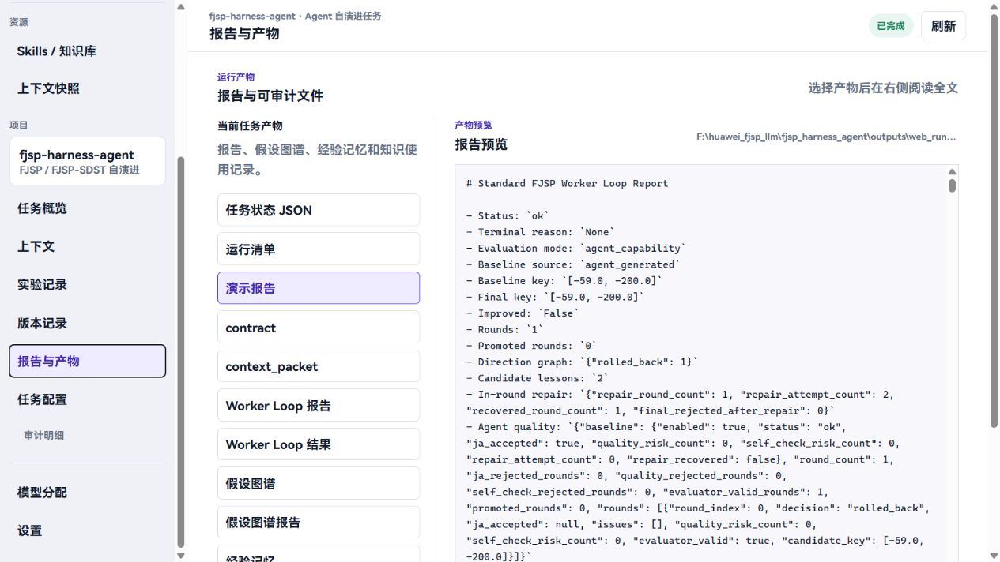 资源
Skills / 知识库
上下文快照
项目
fjsp-harness-agent
FJSP / FJSP-SDST 自演进
任务概览
上下文
实验记录
版本记录
报告与产物
任务配置
审计明细
模型分配
设置
fjsp-harness-agent · Agent 自演进任务
报告与产物
已完成
刷新
运行产物
报告与可审计文件
选择产物后在右侧阅读全文
当前任务产物
报告、假设图谱、经验记忆和知识使
用记录。
任务状态 JSON
运行清单
演示报告
contract
context_packet
Worker Loop 报告
Worker Loop 结果
假设图谱
假设图谱报告
经验记忆
产物预览
报告预览
F:\huawei_fjsp_llm\fjsp_harness_agent\outputs\web_run...
# Standard FJSP Worker Loop Report
- Status: `ok`
- Terminal reason: `None`
- Evaluation mode: `agent_capability`
- Baseline source: `agent_generated`
- Baseline key: `[-59.0, -200.0]`
- Final key: `[-59.0, -200.0]`
- Improved: `False`
- Rounds: `1`
- Promoted rounds: `0`
- Direction graph: `{"rolled_back": 1}`
- Candidate lessons: `2`
- In-round repair: `{"repair_round_count": 1, "repair_attempt_count": 2,
"recovered_round_count": 1, "final_rejected_after_repair": 0}`
- Agent quality: `{"baseline": {"enabled": true, "status": "ok",
"ja_accepted": true, "quality_risk_count": 0, "self_check_risk_count": 0,
"repair_attempt_count": 0, "repair_recovered": false}, "round_count": 1,
"ja_rejected_rounds": 0, "quality_rejected_rounds": 0,
"self_check_rejected_rounds": 0, "evaluator_valid_rounds": 1,
"promoted_rounds": 0, "rounds": [{"round_index": 0, "decision": "rolled_back",
"ja_accepted": null, "issues": [], "quality_risk_count": 0,
"self_check_risk_count": 0, "evaluator_valid": true, "candidate_key": [-59.0,
-200.0]}]}`